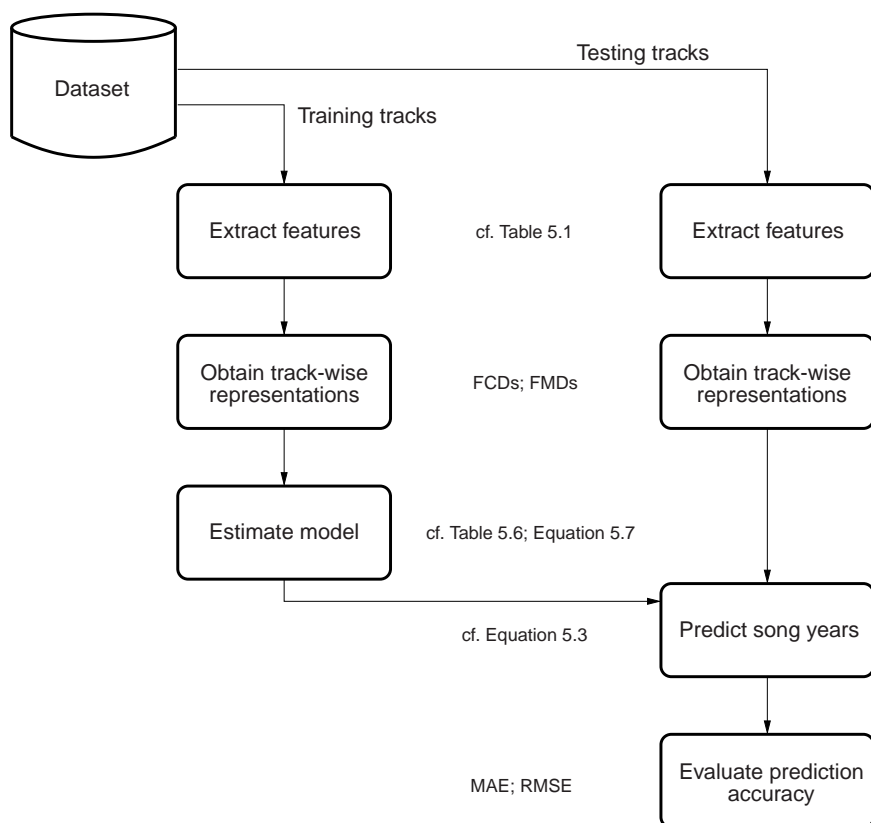 Testing tracks
Dataset
Training tracks
Extract features
cf. Table 5.1
Extract features
Obtain track-wise
representations
FCDs; FMDs
Obtain track-wise
representations
Estimate model
cf. Table 5.6; Equation 5.7
cf. Equation 5.3
Predict song years
MAE; RMSE
Evaluate prediction
accuracy